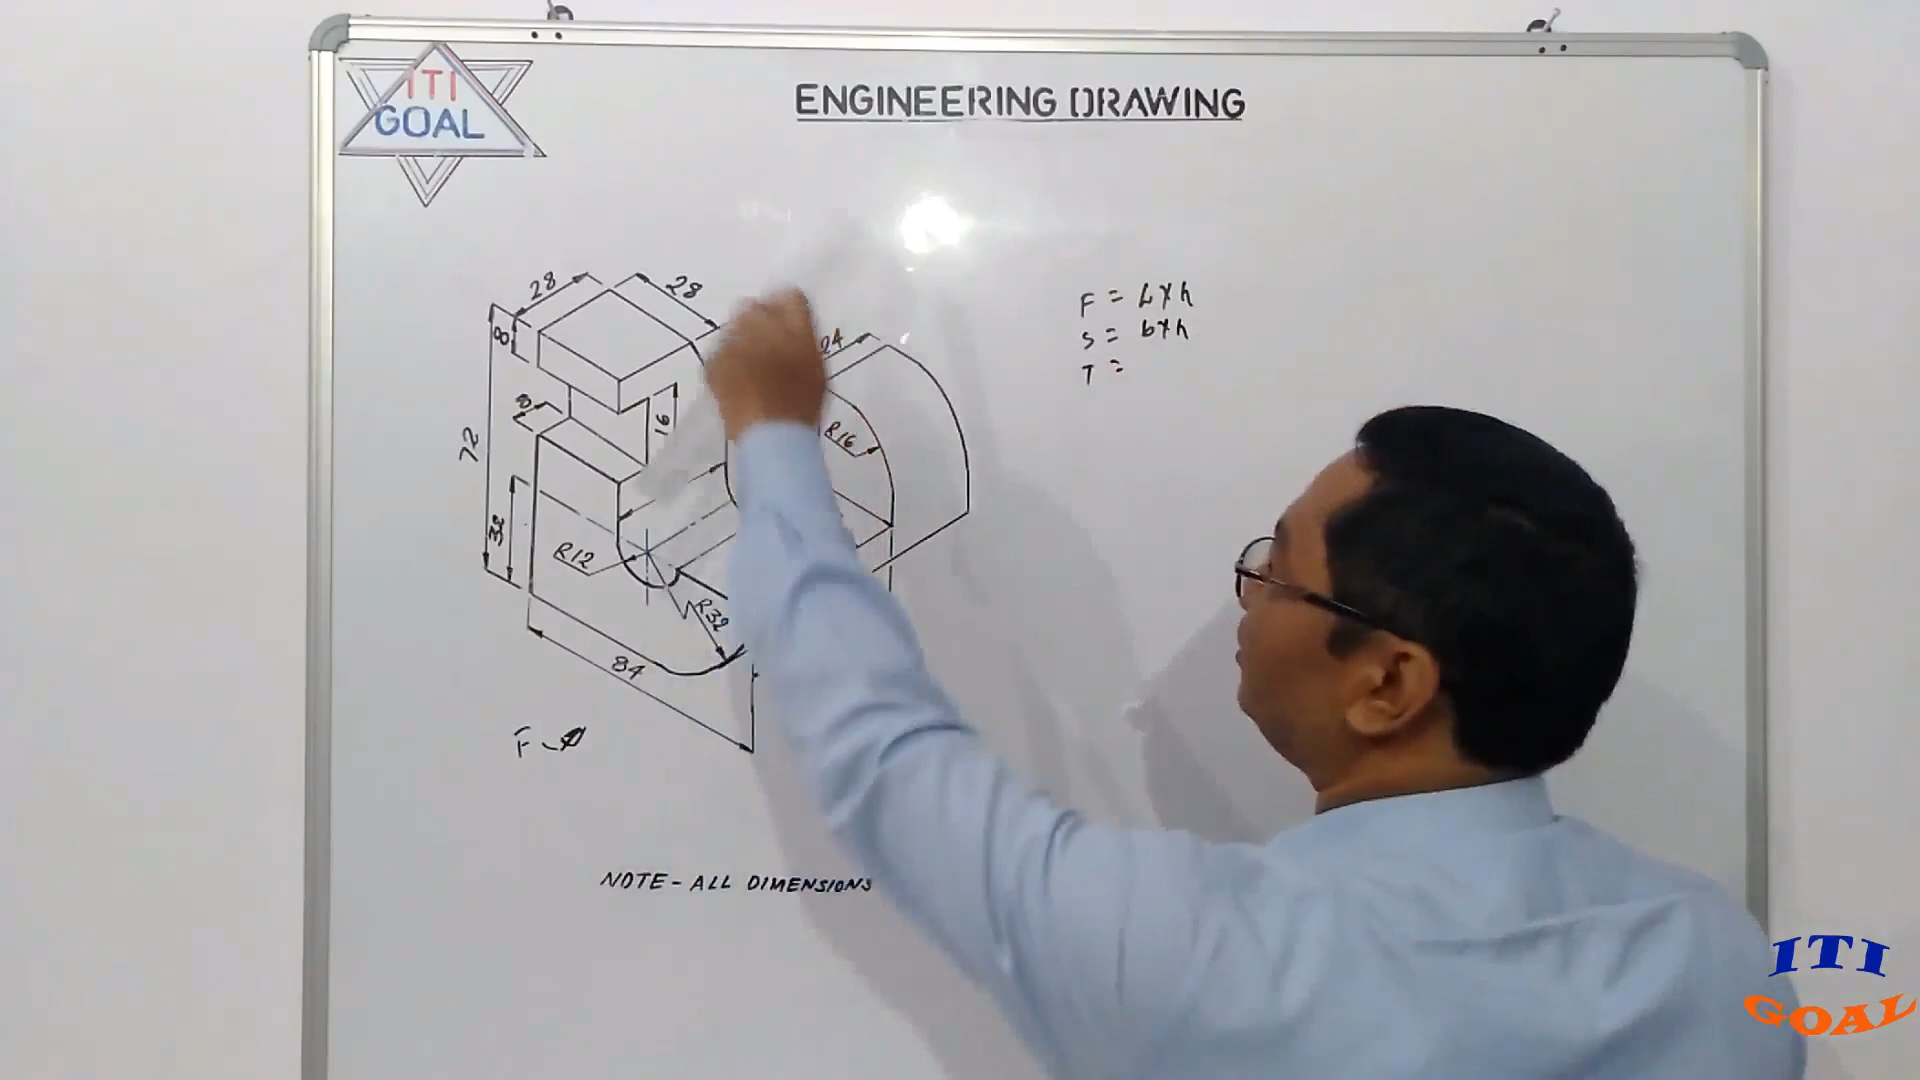 ITI
GOAL
ENGINEERING DRAWING
28
28
8
24
F = L×h
S = b×h
T =
8
16
R16
72
38
R12
R32
84
F -
NOTE - ALL DIMENSIONS
ITI
GOAL